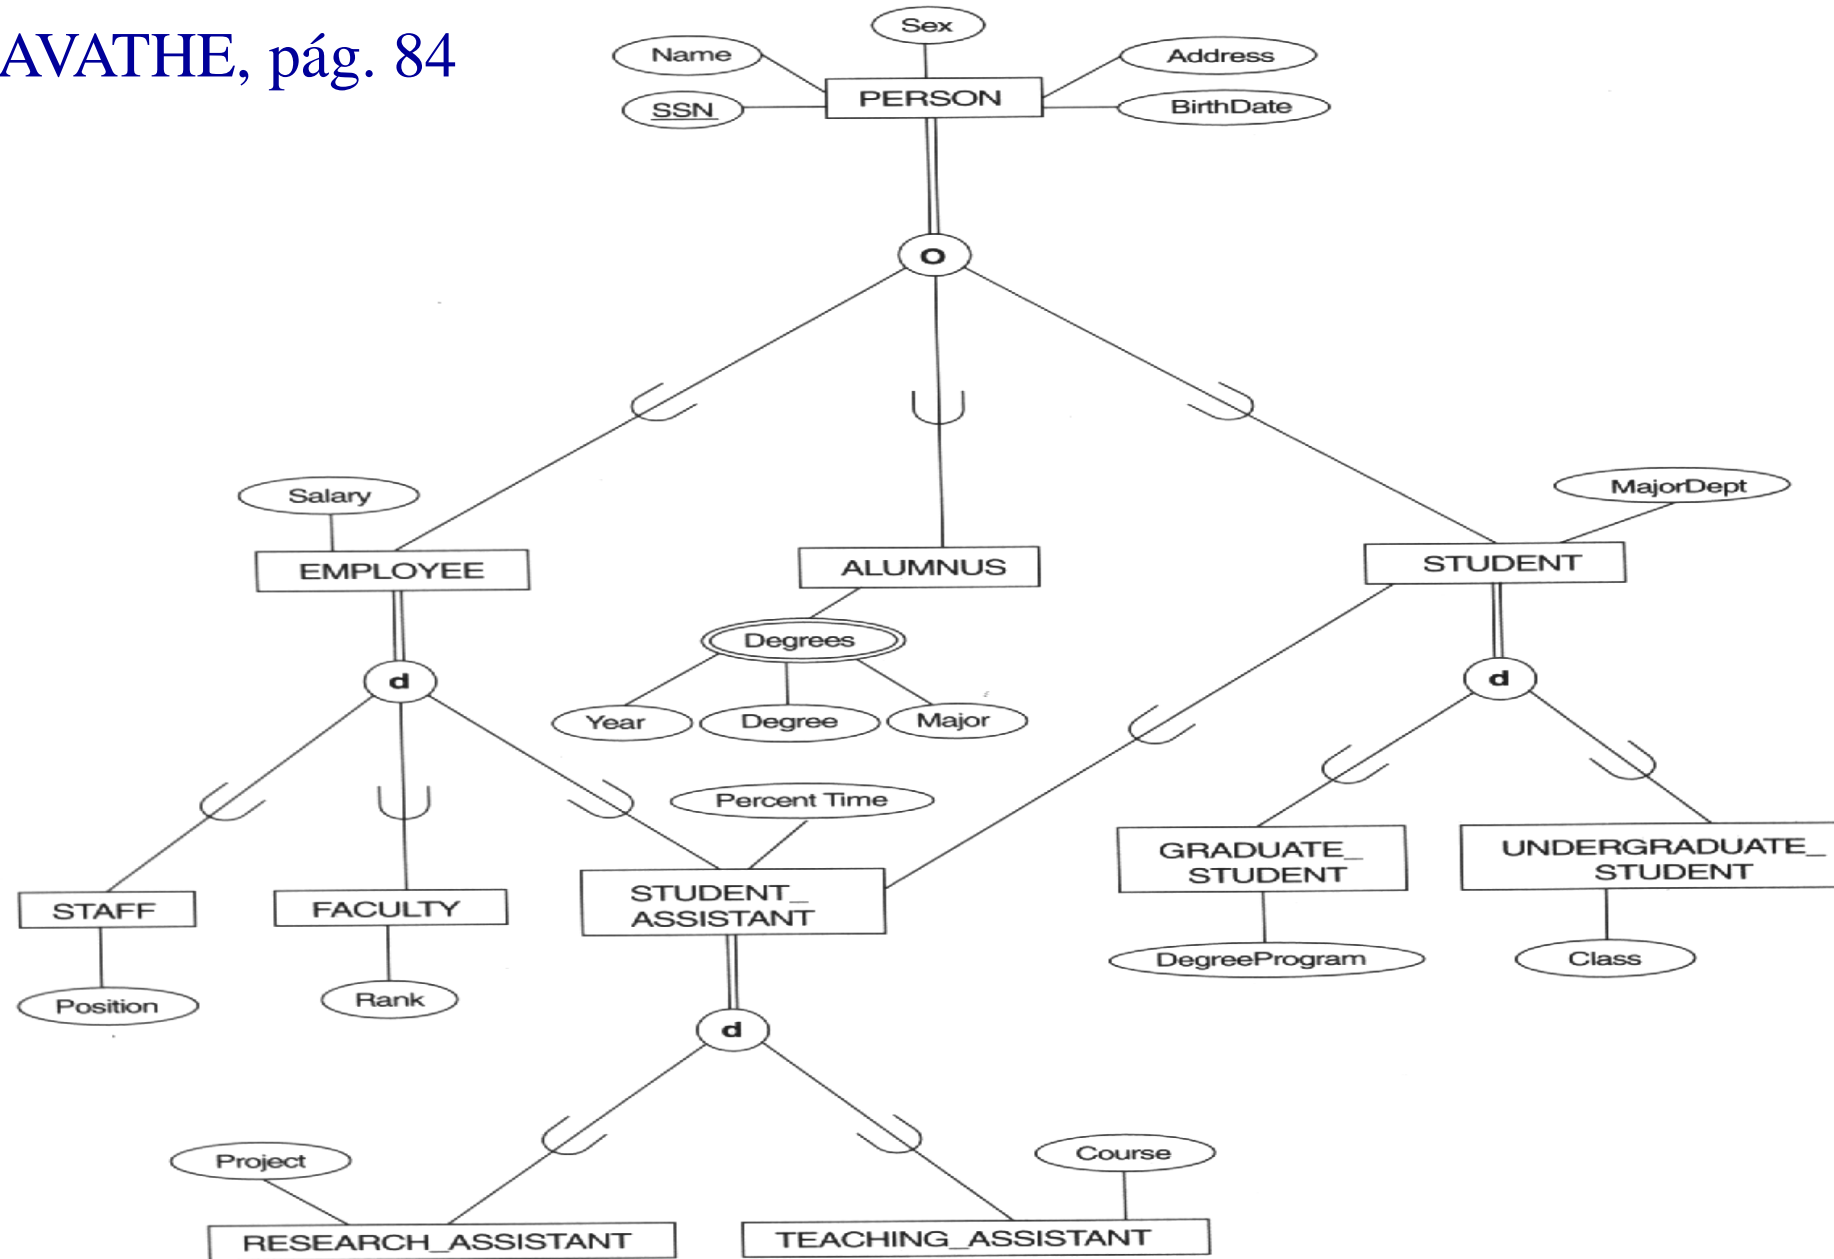 AVATHE, pág. 84
Sex
Name
Address
PERSON
SSN
BirthDate
O
Salary
MajorDept
EMPLOYEE
ALUMNUS
STUDENT
Degrees
d
d
Year
Degree
Major
Percent Time
GRADUATE_
STUDENT
UNDERGRADUATE_
STUDENT
STAFF
FACULTY
STUDENT_
ASSISTANT
DegreeProgram
Class
Position
Rank
d
Project
Course
RESEARCH_ASSISTANT
TEACHING_ASSISTANT